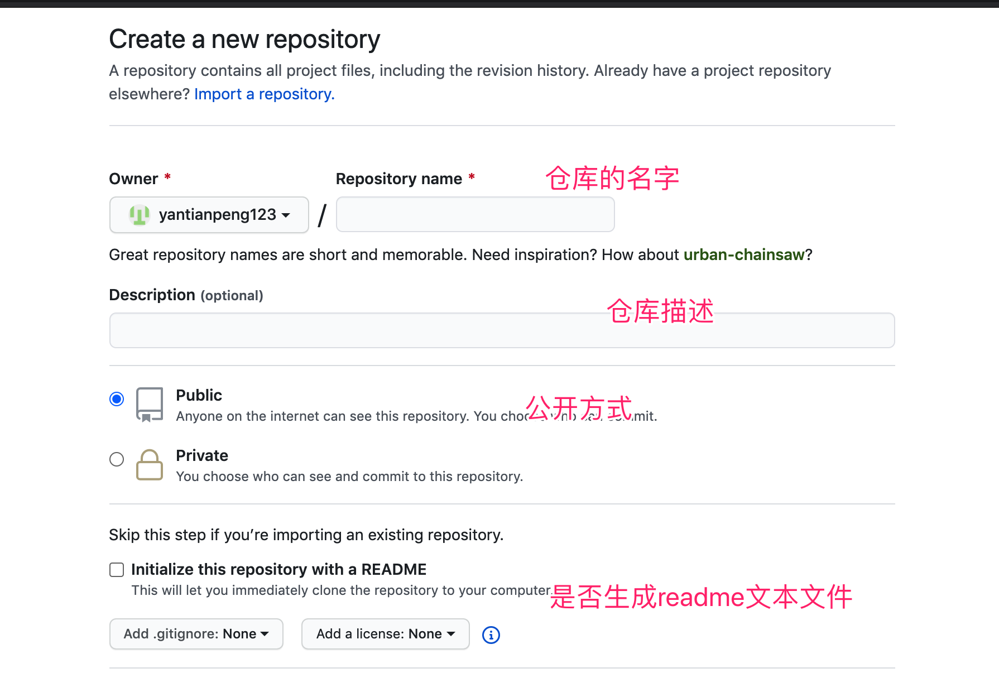 Create a new repository
A repository contains all project files, including the revision history. Already have a project repository
elsewhere? Import a repository.
Owner *
Repository name *
仓库的名字
yantianpeng123
/
Great repository names are short and memorable. Need inspiration? How about urban-chainsaw?
Description (optional)
仓库描述
Public
公开方式
Anyone on the internet can see this repository. You mit.
Private
You choose who can see and commit to this repository.
Skip this step if you’re importing an existing repository.
Initialize this repository with a README
This will let you immediately clone the repository to your computer.
是否生成readme文本文件
Add .gitignore: None
Add a license: None